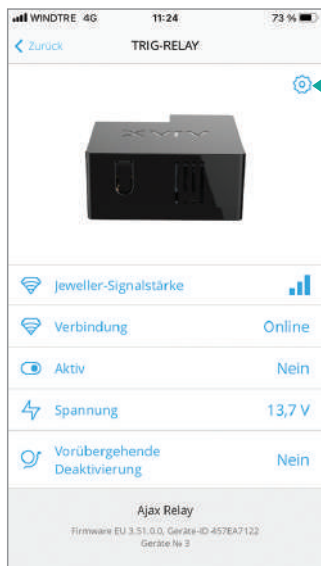 WINDTRE 4G 11:24 73 %
Zurück TRIG-RELAY
AJAX
Jeweller-Signalstärke
Verbindung Online
Aktiv Nein
Spannung 13,7 V
Vorübergehende
Deaktivierung Nein
Ajax Relay
Firmware EU 3.51.0.0, Geräte-ID 457EA7122
Geräte № 3